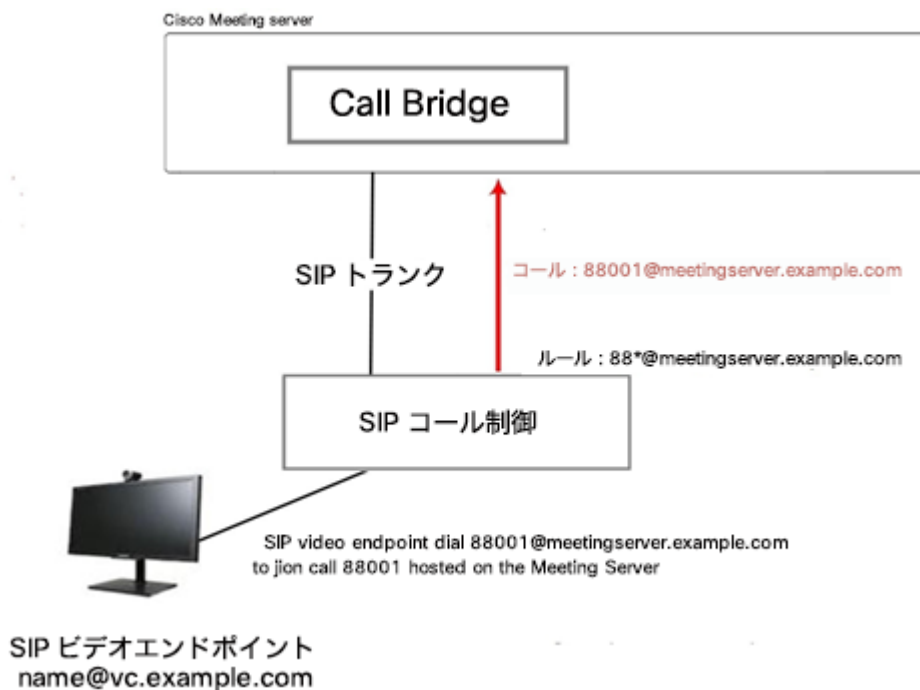 Cisco Meeting server
Call Bridge
SIP トランク
コール：88001@meetingserver.example.com
ルール：88*@meetingserver.example.com
SIP コール制御
SIP video endpoint dial 88001@meetingserver.example.com
to jion call 88001 hosted on the Meeting Server
SIP ビデオエンドポイント
name@vc.example.com